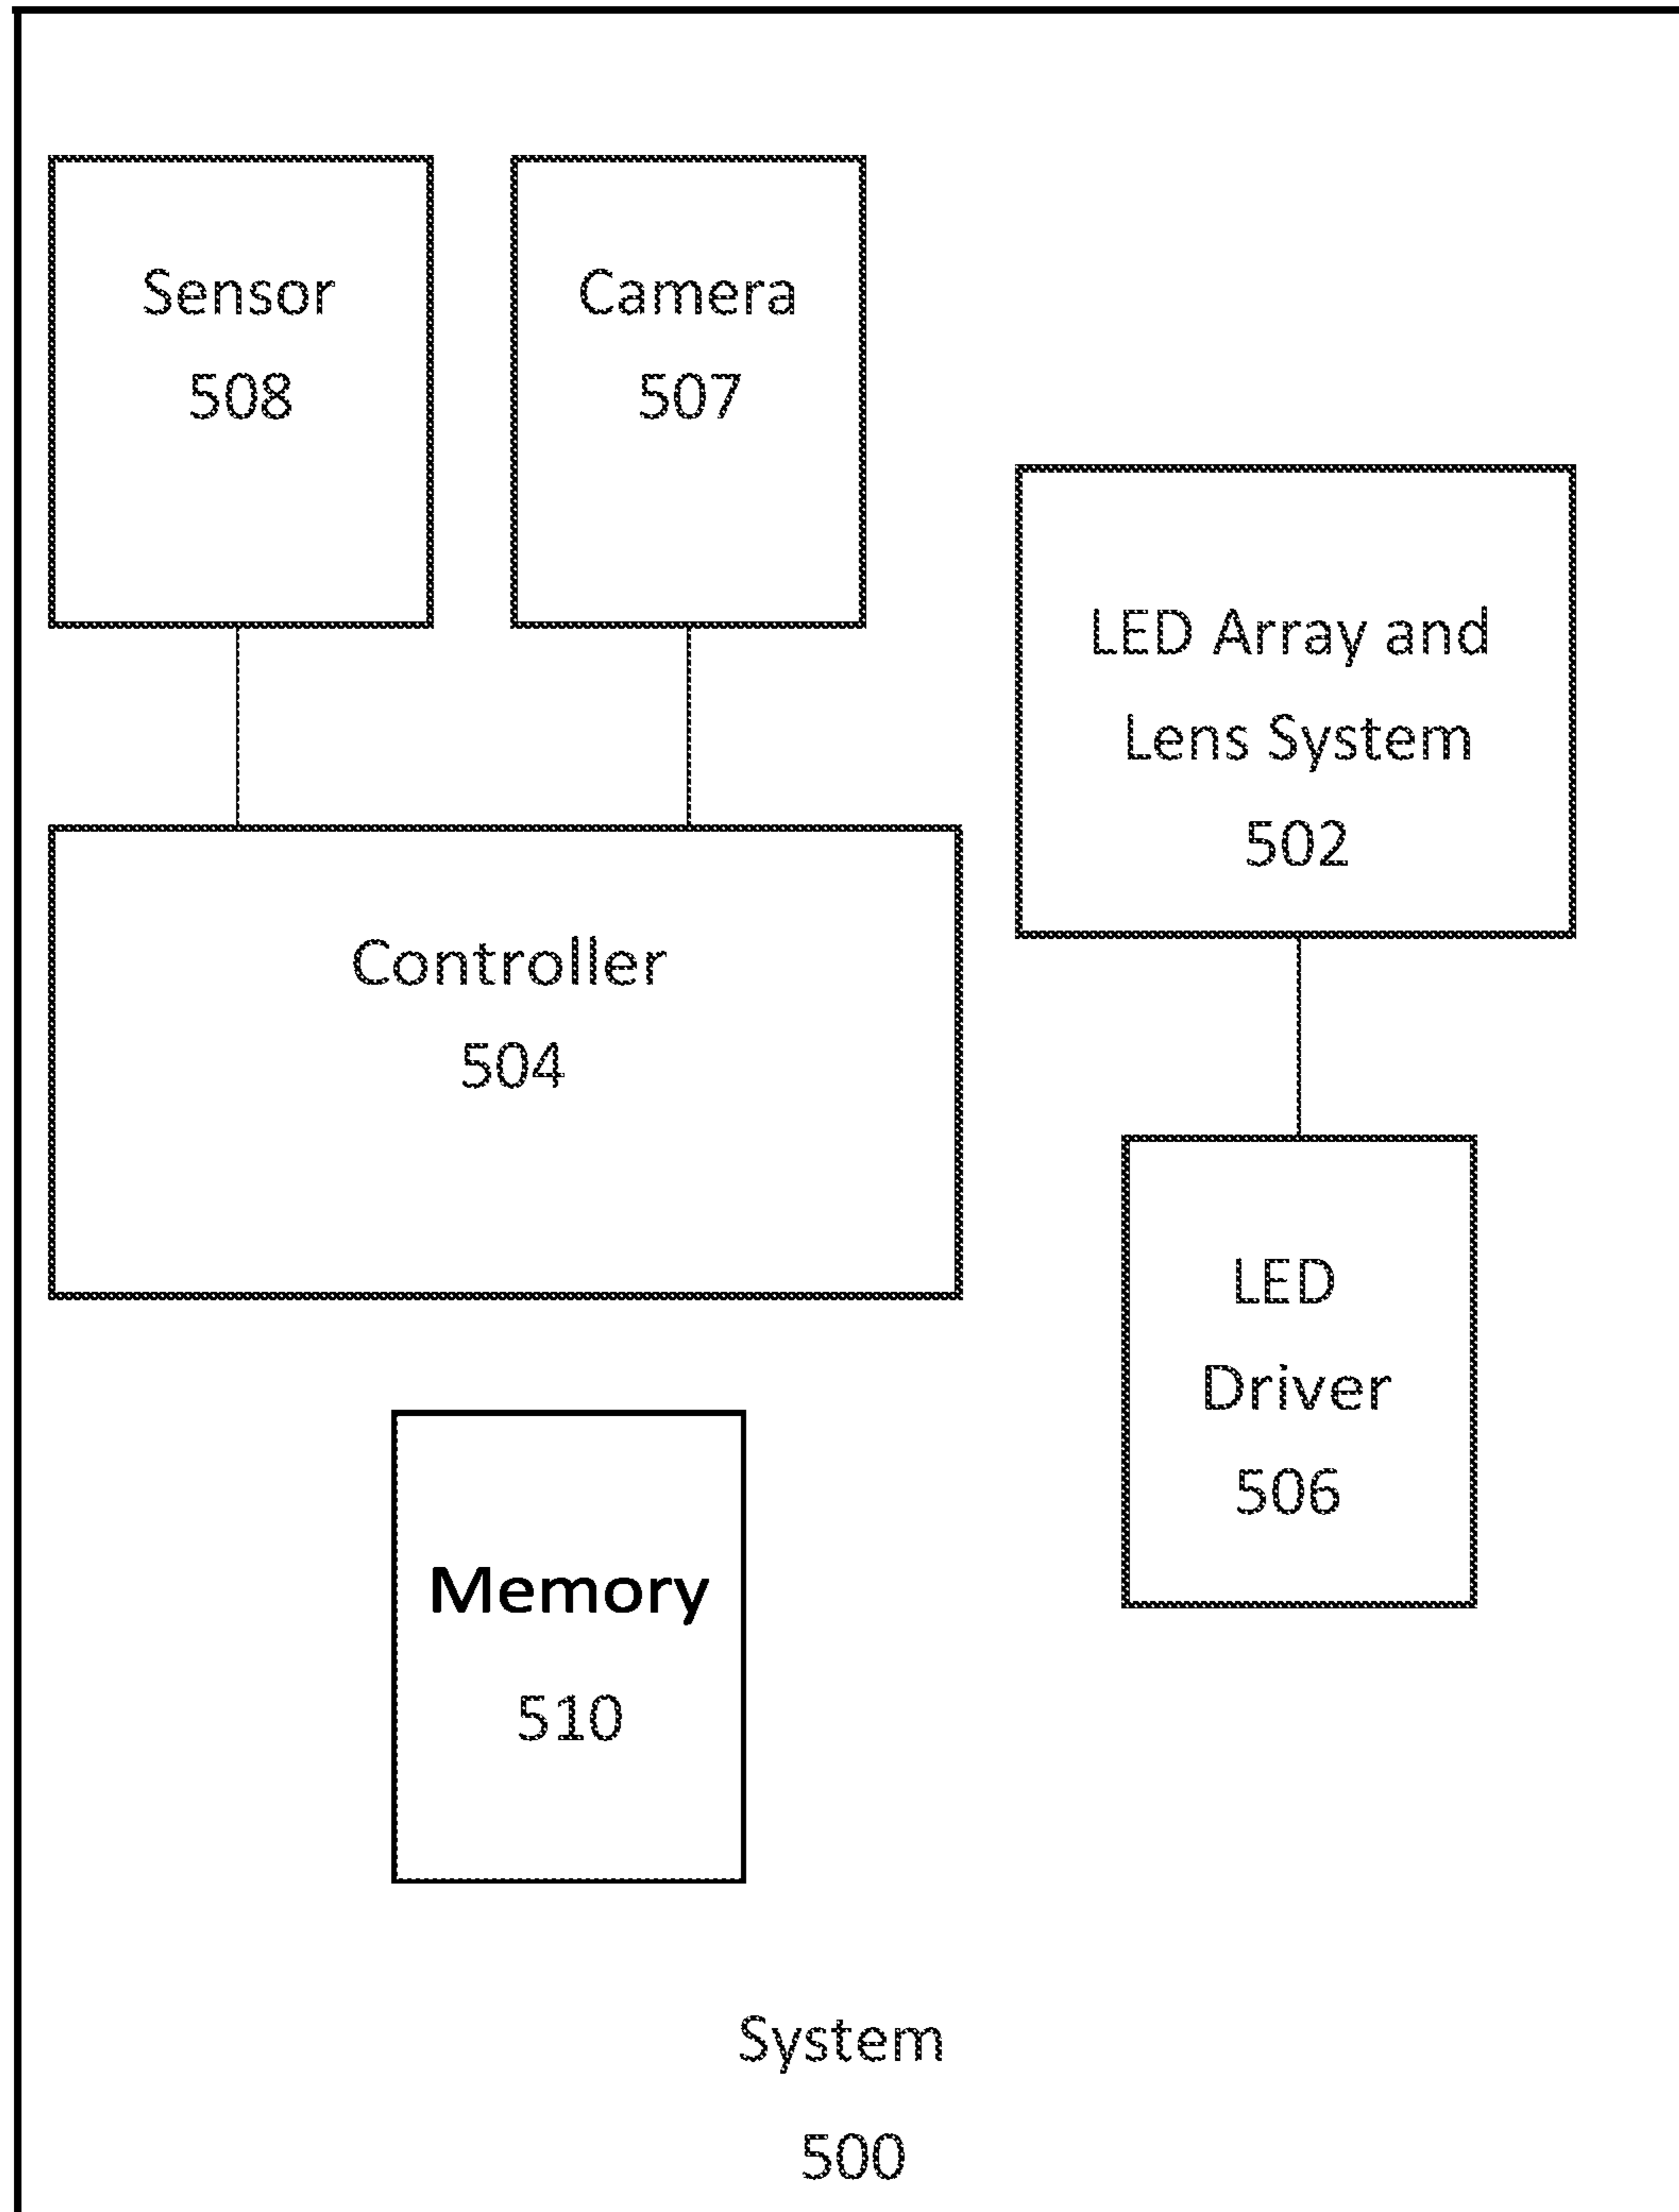 Sensor
508
Camera
507
LED Array and
Lens System
502
Controller
504
LED
Driver
506
Memory
510
System
500